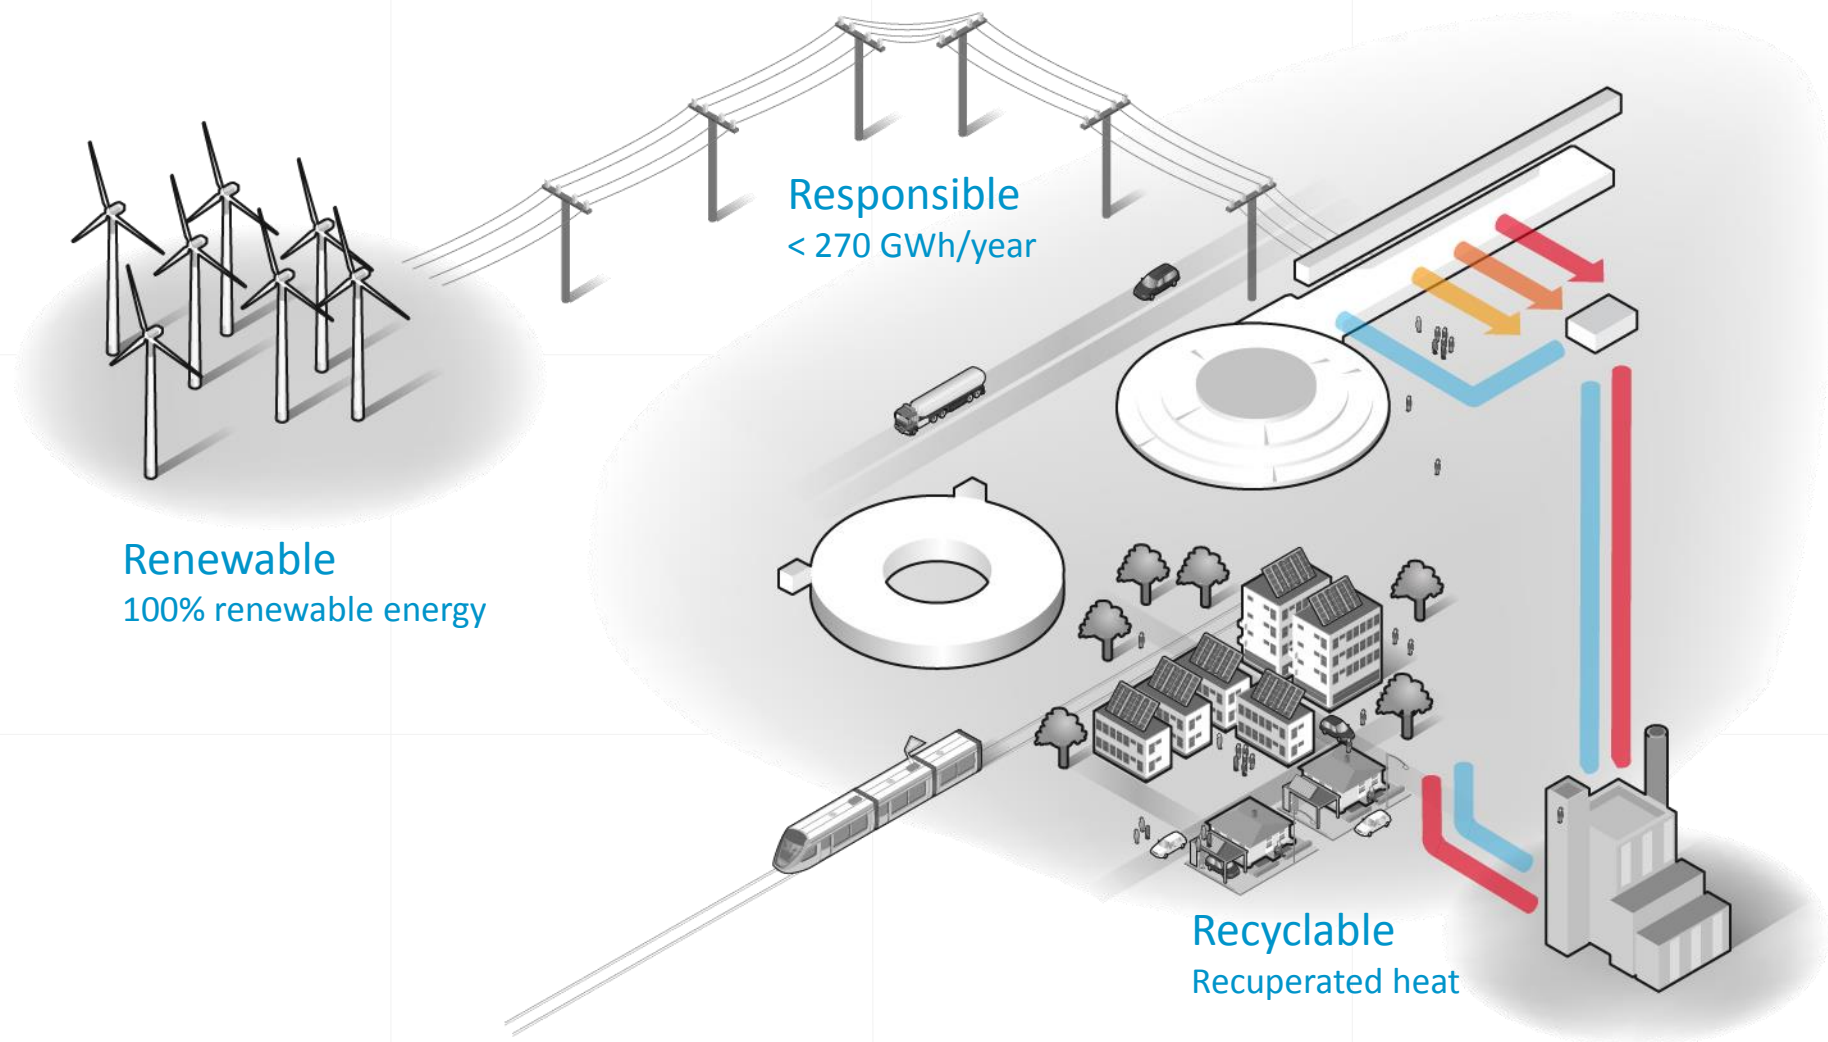 Responsible
< 270 GWh/year
Renewable
100% renewable energy
Recyclable
Recuperated heat